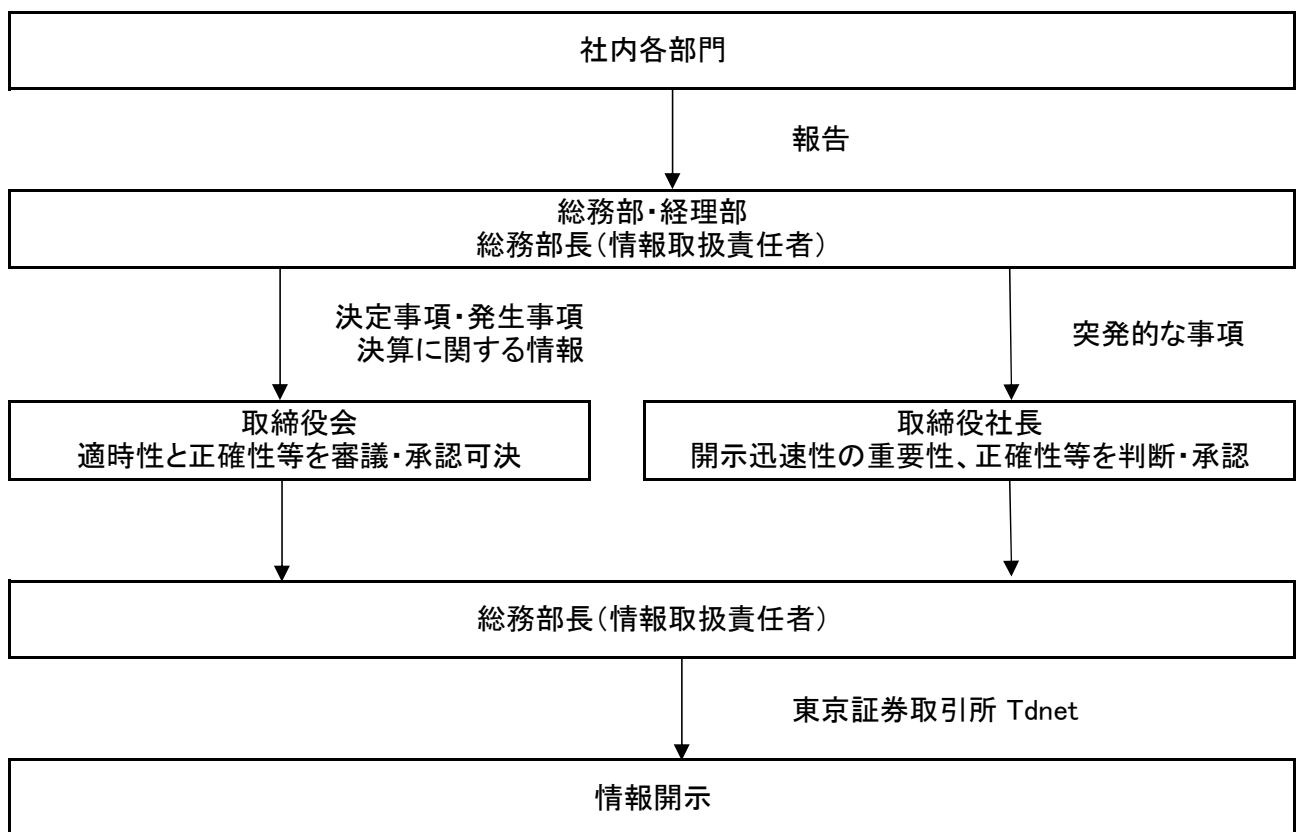 社内各部門
報告
総務部・経理部
総務部長（情報取扱責任者）
決定事項・発生事項
決算に関する情報
突発的な事項
取締役会
適時性と正確性等を審議・承認可決
取締役社長
開示迅速性の重要性、正確性等を判断・承認
総務部長（情報取扱責任者）
東京証券取引所 Tdnet
情報開示